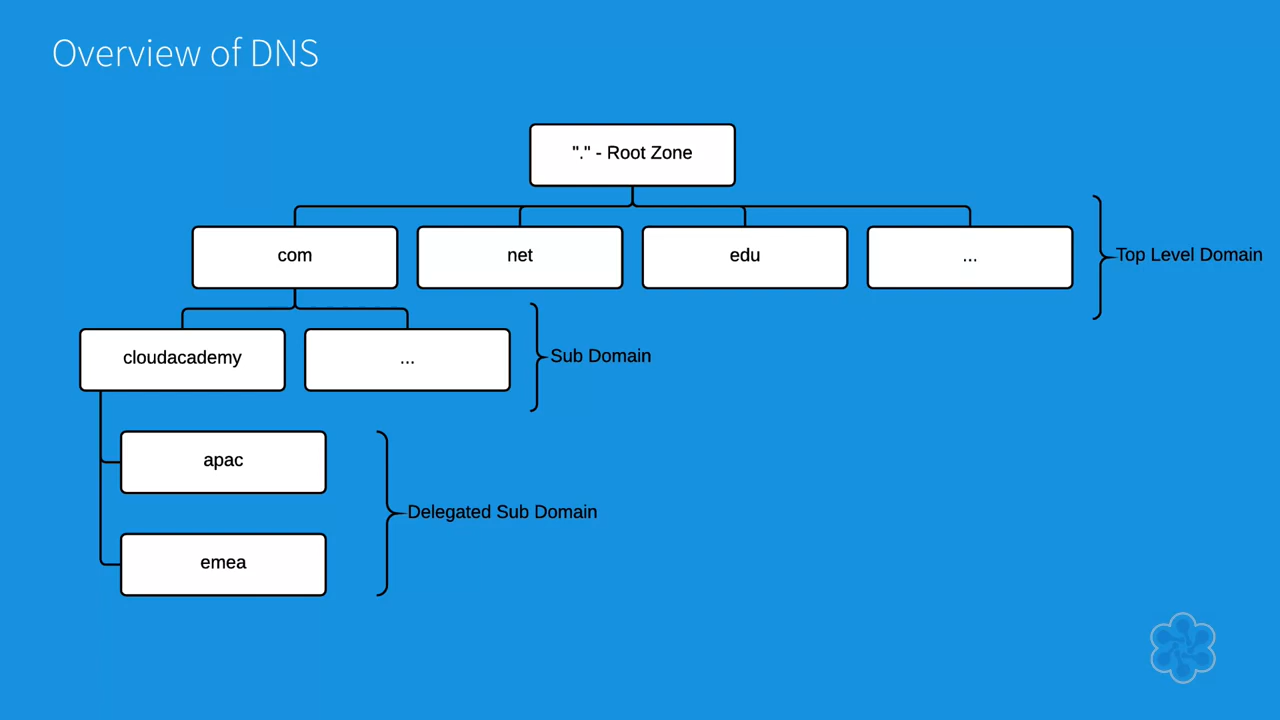 Overview of DNS
"." - Root Zone
com
net
edu
...
Top Level Domain
cloudacademy
...
Sub Domain
apac
Delegated Sub Domain
emea